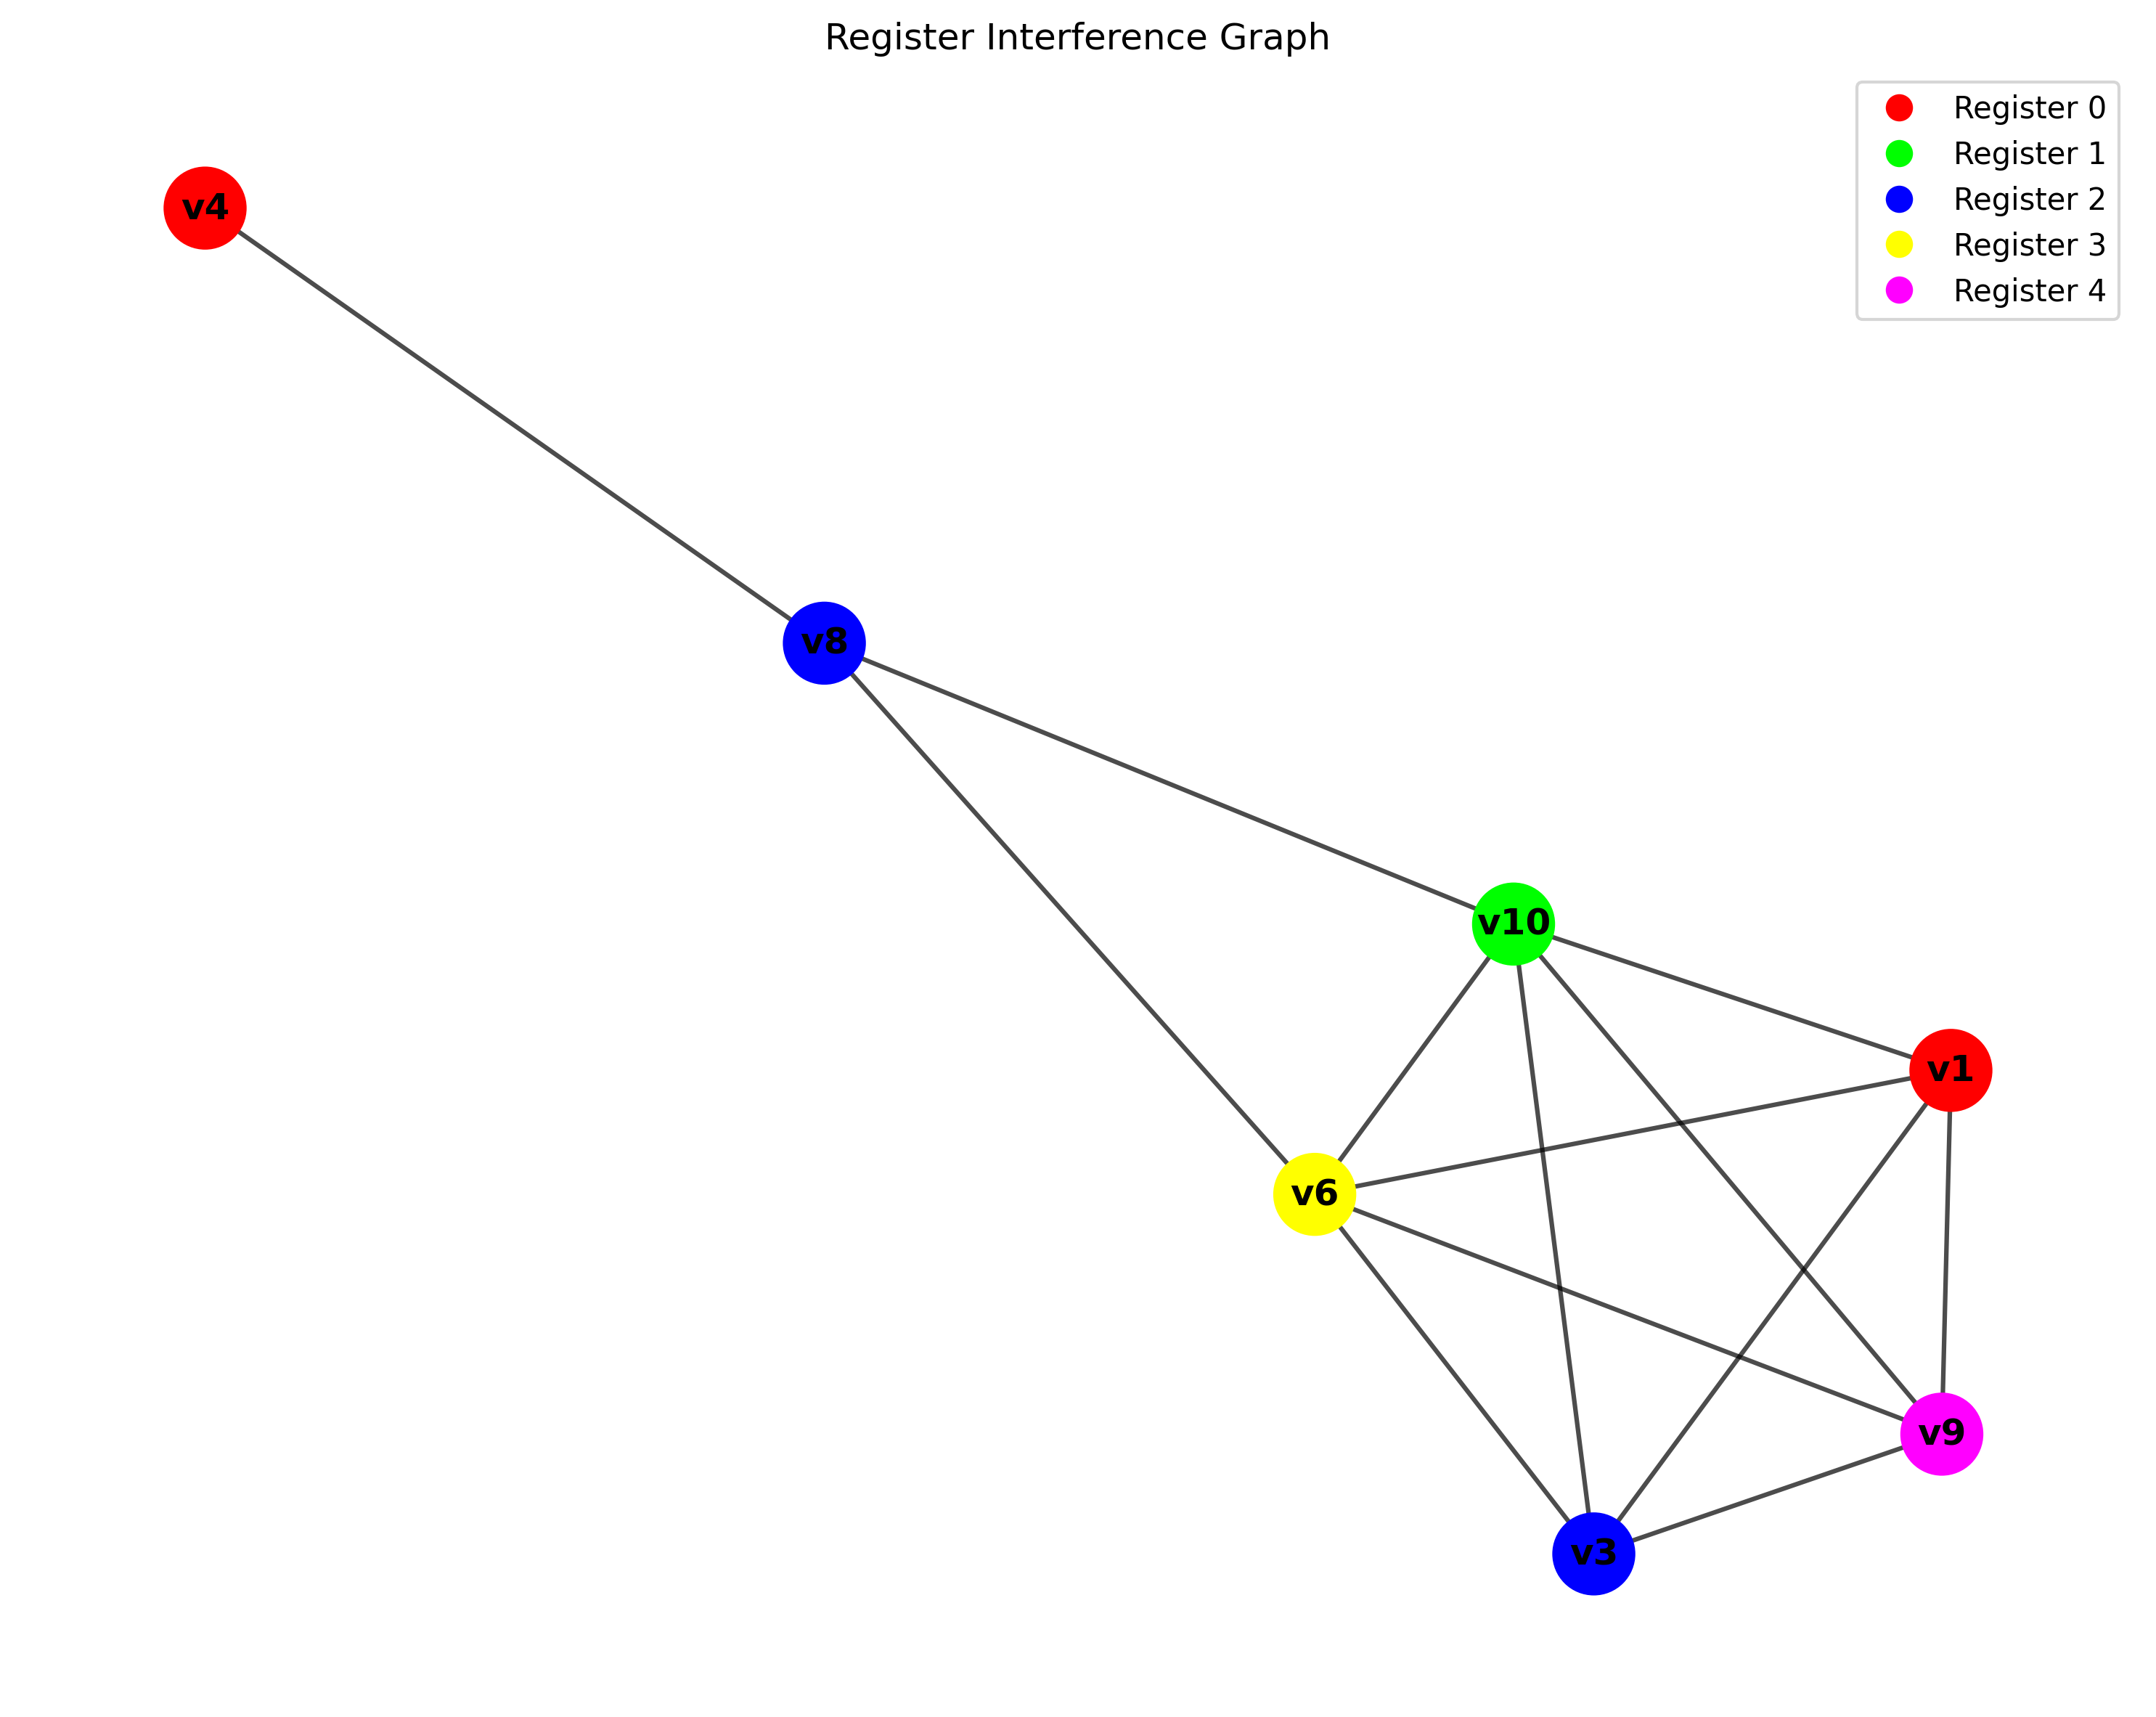 Register Interference Graph
Register 0
Register 1
Register 2
Register 3
Register 4
v4
v8
v10
v1
v6
v9
v3